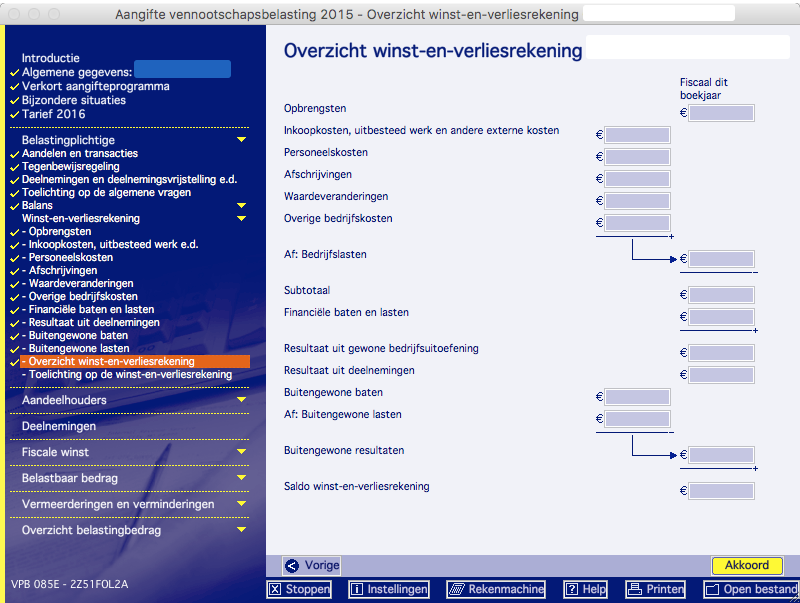 Aangifte vennootschapsbelasting 2015 - Overzicht winst-en-verliesrekening
Introductie
Algemene gegevens:
Verkort aangifteprogramma
Bijzondere situaties
Tarief 2016
Belastingplichtige
Aandelen en transacties
Tegenbewijsregeling
Deelnemingen en deelnemingsvrijstelling e.d.
Toelichting op de algemene vragen
Balans
Winst-en-verliesrekening
- Opbrengsten
- Inkoopkosten, uitbesteed werk e.d.
- Personeelskosten
- Afschrijvingen
- Waardeveranderingen
- Overige bedrijfskosten
- Financiële baten en lasten
- Resultaat uit deelnemingen
- Buitengewone baten
- Buitengewone lasten
- Overzicht winst-en-verliesrekening
- Toelichting op de winst-en-verliesrekening
Aandeelhouders
Deelnemingen
Fiscale winst
Belastbaar bedrag
Vermeerderingen en verminderingen
Overzicht belastingbedrag
VPB 085E - 2Z51F0L2A
Overzicht winst-en-verliesrekening
Fiscaal dit
boekjaar
Opbrengsten €
Inkoopkosten, uitbesteed werk en andere externe kosten €
Personeelskosten €
Afschrijvingen €
Waardeveranderingen €
Overige bedrijfskosten €
+
Af: Bedrijfslasten €
-
Subtotaal €
Financiële baten en lasten €
+
Resultaat uit gewone bedrijfsuitoefening €
Resultaat uit deelnemingen €
Buitengewone baten €
Af: Buitengewone lasten €
-
Buitengewone resultaten €
+
Saldo winst-en-verliesrekening €
Vorige
Akkoord
Stoppen Instellingen Rekenmachine Help Printen Open bestand